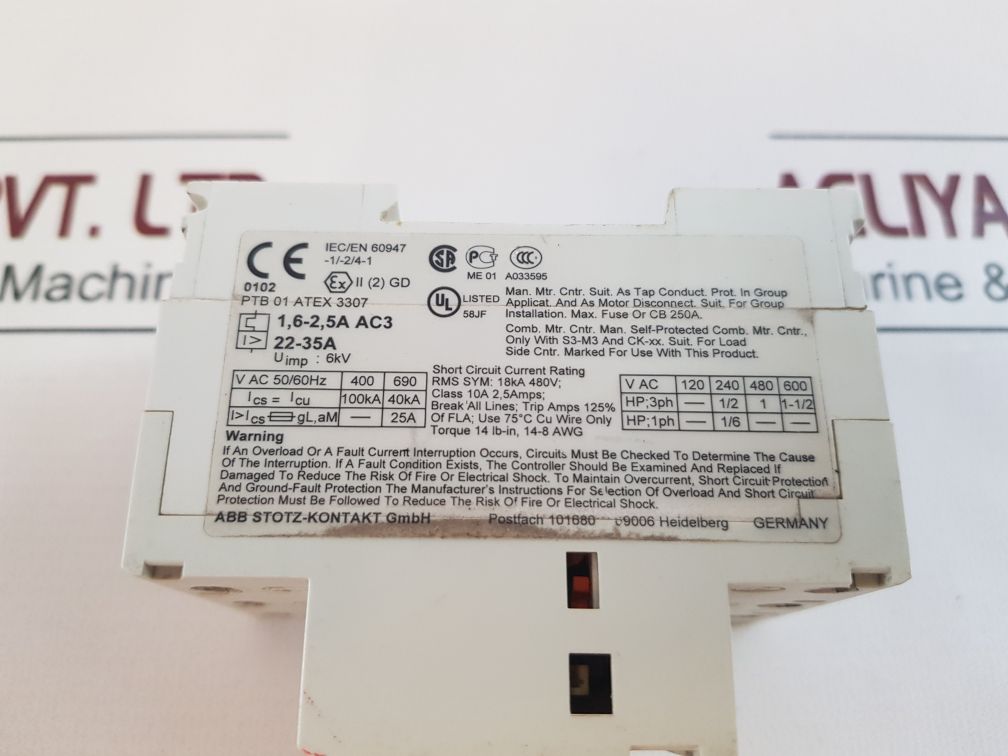 PVT. LTD
Machin
ACLIYA
rine &
CE
0102
IEC/EN 60947
-1/-2/4-1
Ex II (2) GD
PTB 01 ATEX 3307
SA
PG
ME 01
CCC
A033595
UL LISTED
58JF
Man. Mtr. Cntr. Suit. As Tap Conduct. Prot. In Group
Applicat. And As Motor Disconnect. Suit. For Group
Installation. Max. Fuse Or CB 250A.
Comb. Mtr. Cntr. Man. Self-Protected Comb. Mtr. Cntr.,
Only With S3-M3 And CK-xx. Suit. For Load
Side Cntr. Marked For Use With This Product.
1,6-2,5A AC3
I> 22-35A
Uimp : 6kV
V AC 50/60Hz 400 690
Ics = Icu 100kA 40kA
I>Ics gL,aM — 25A
Short Circuit Current Rating
RMS SYM: 18kA 480V;
Class 10A 2,5Amps;
Break All Lines; Trip Amps 125%
Of FLA; Use 75°C Cu Wire Only
Torque 14 lb-in, 14-8 AWG
V AC 120 240 480 600
HP;3ph — 1/2 1 1-1/2
HP;1ph — 1/6 — —
Warning
If An Overload Or A Fault Current Interruption Occurs, Circuits Must Be Checked To Determine The Cause
Of The Interruption. If A Fault Condition Exists, The Controller Should Be Examined And Replaced If
Damaged To Reduce The Risk Of Fire Or Electrical Shock. To Maintain Overcurrent, Short Circuit Protection
And Ground-Fault Protection The Manufacturer's Instructions For Selection Of Overload And Short Circuit
Protection Must Be Followed To Reduce The Risk Of Fire Or Electrical Shock.
ABB STOTZ-KONTAKT GmbH Postfach 101680 69006 Heidelberg GERMANY